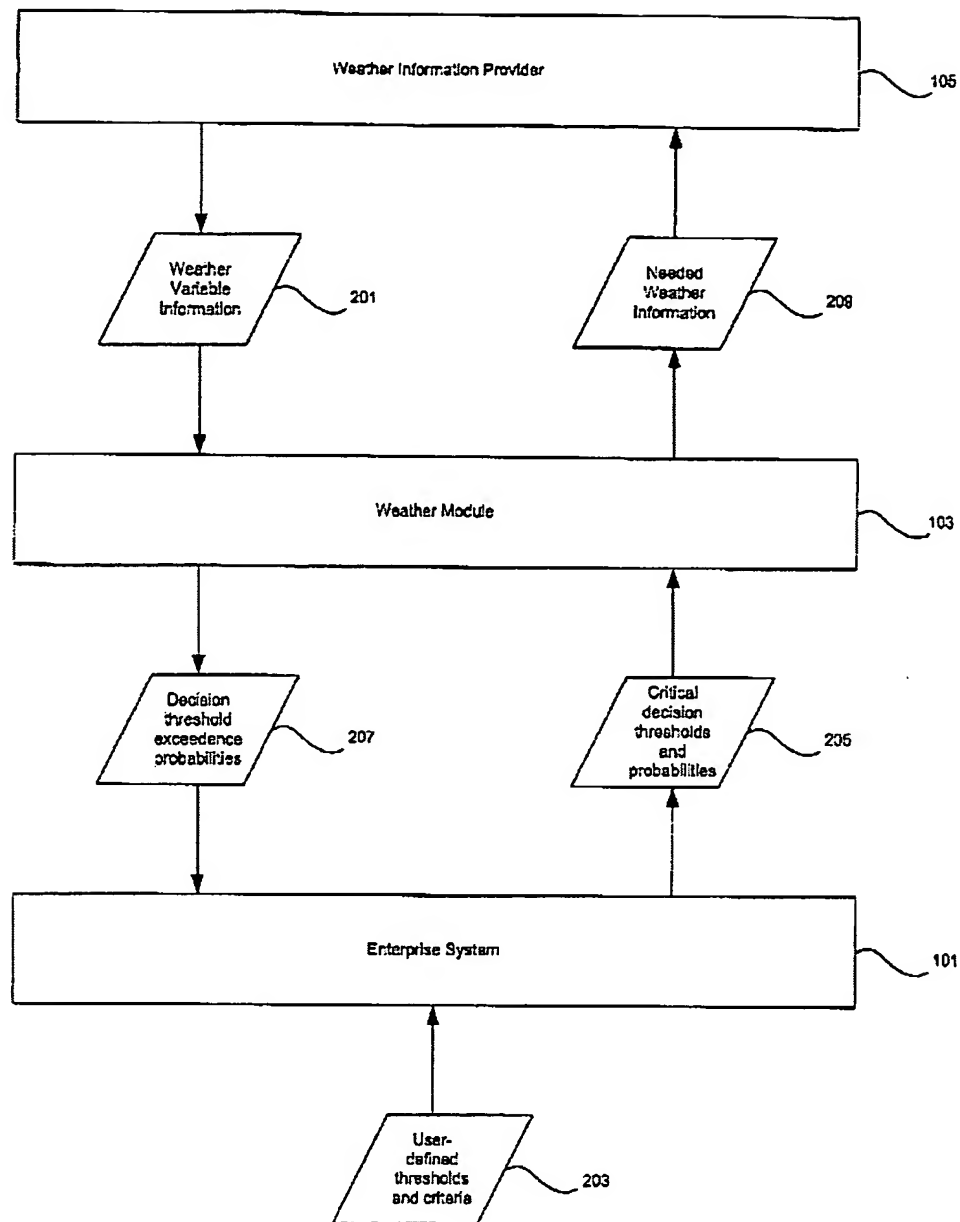 Weather Information Provider
105
Weather
Variable
Information
201
Needed
Weather
Information
209
Weather Module
103
Decision
threshold
exceedence
probabilities
207
Critical
decision
thresholds
and
probabilities
205
Enterprise System
101
User-
defined
thresholds
and criteria
203